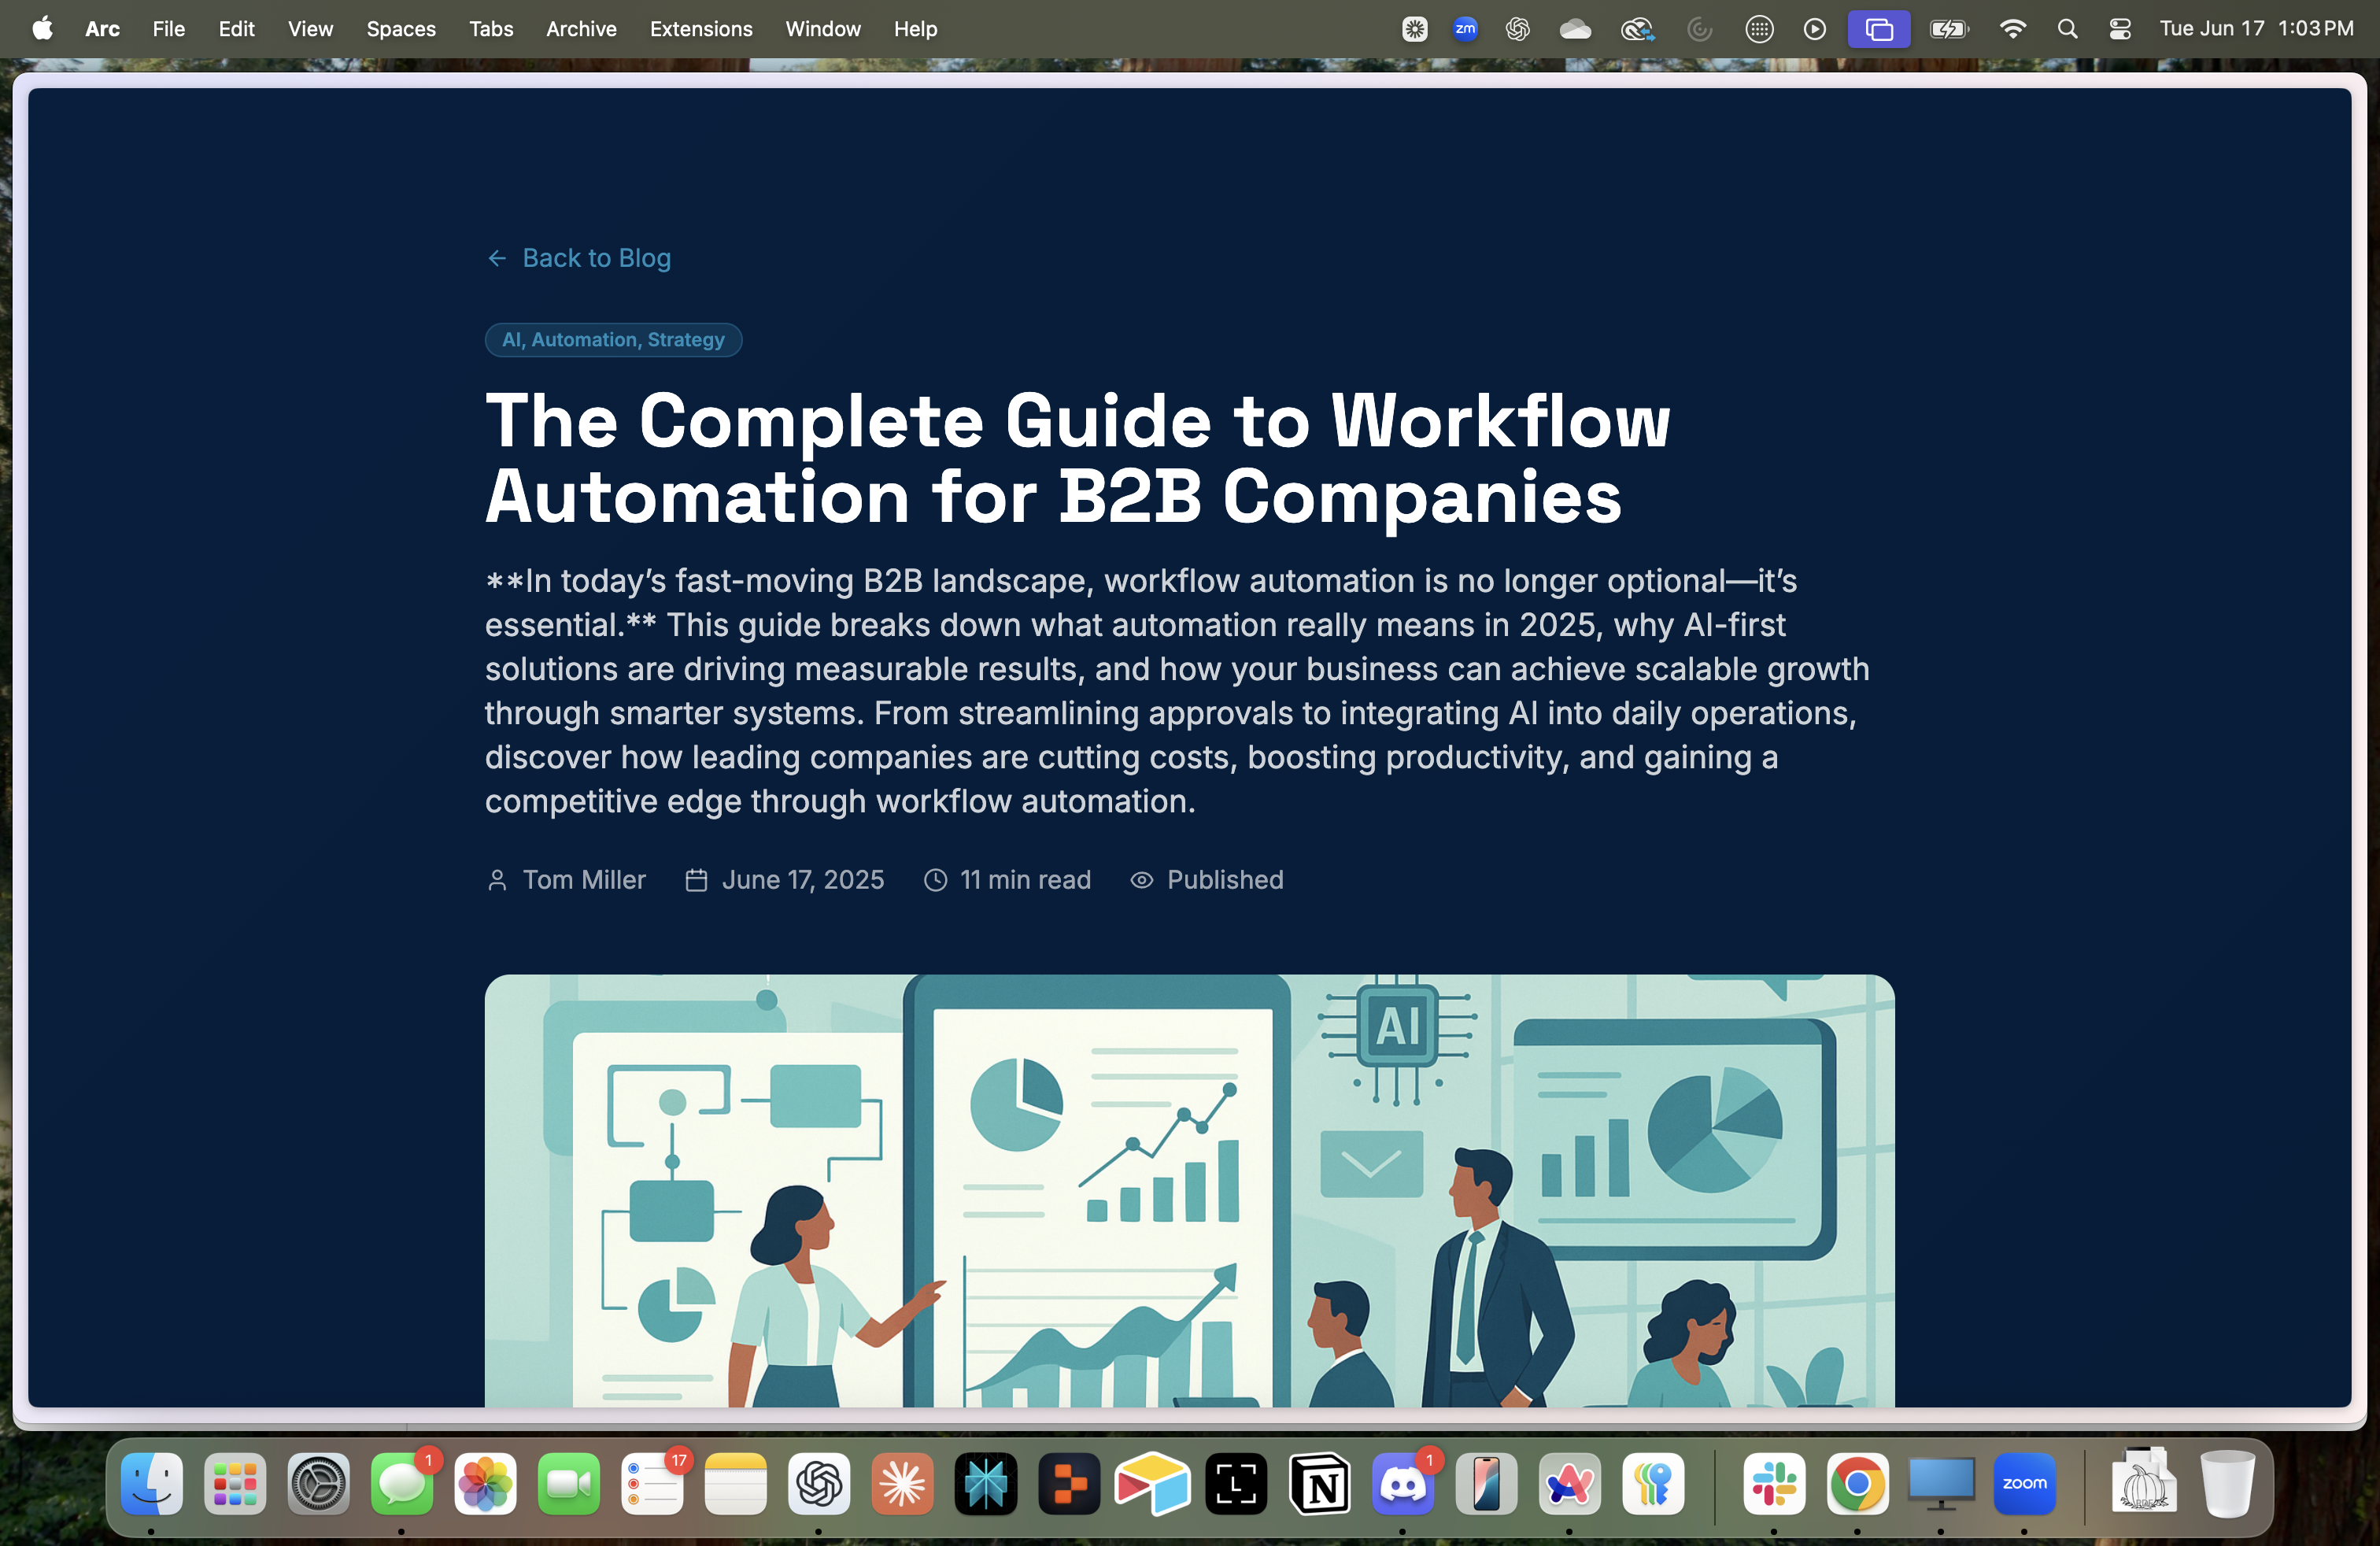 Arc File Edit View Spaces Tabs Archive Extensions Window Help zm Tue Jun 17 1:03 PM
Back to Blog
AI, Automation, Strategy
The Complete Guide to Workflow
Automation for B2B Companies
**In today’s fast-moving B2B landscape, workflow automation is no longer optional—it’s
essential.** This guide breaks down what automation really means in 2025, why AI-first
solutions are driving measurable results, and how your business can achieve scalable growth
through smarter systems. From streamlining approvals to integrating AI into daily operations,
discover how leading companies are cutting costs, boosting productivity, and gaining a
competitive edge through workflow automation.
Tom Miller June 17, 2025 11 min read Published
AI
1 17 L N 1 zoom